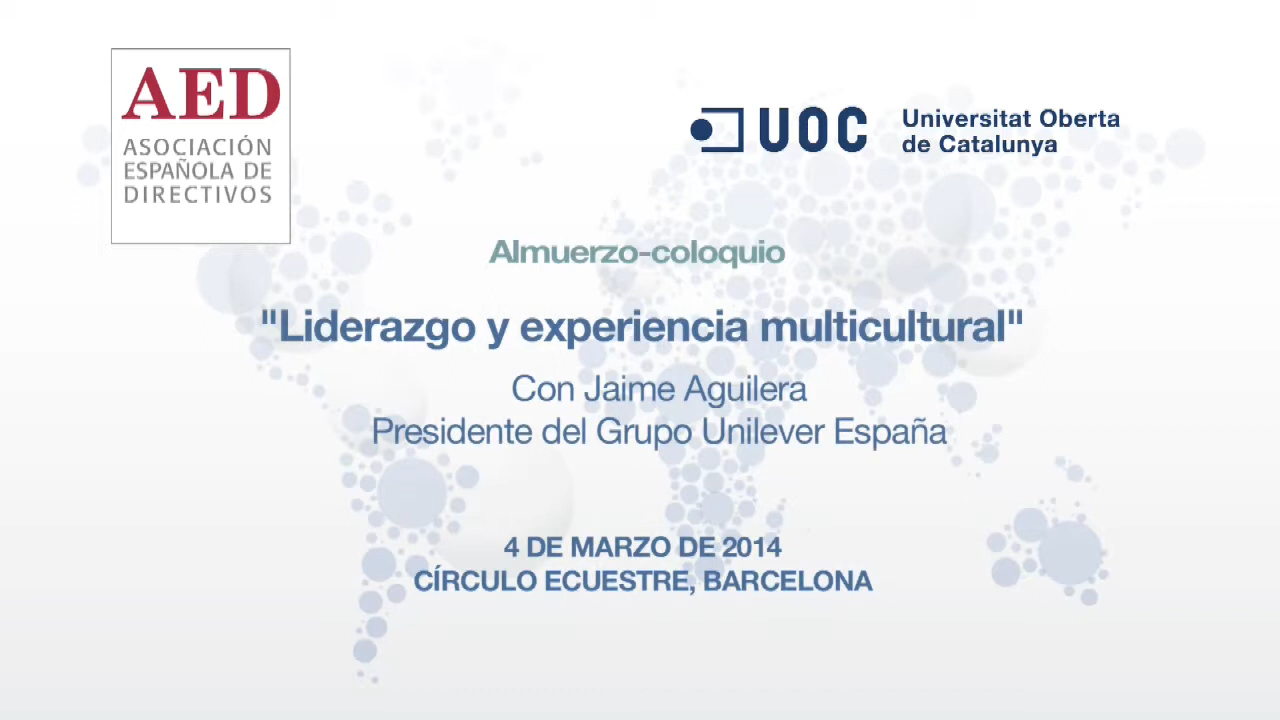 AED
ASOCIACIÓN
ESPAÑOLA DE
DIRECTIVOS
UOC
Universitat Oberta
de Catalunya
Almuerzo-coloquio
"Liderazgo y experiencia multicultural"
Con Jaime Aguilera
Presidente del Grupo Unilever España
4 DE MARZO DE 2014
CÍRCULO ECUESTRE, BARCELONA